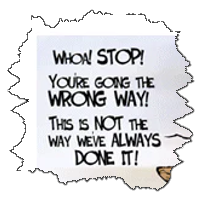 WHOA! STOP!
YOU'RE GOING THE
WRONG WAY!
THIS IS NOT THE
WAY WE'VE ALWAYS
DONE IT!